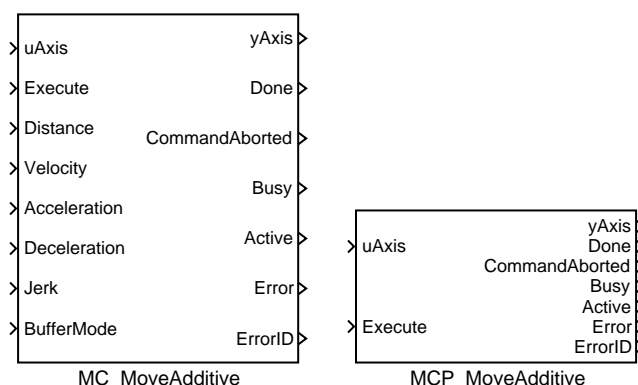 uAxis
Execute
Distance
Velocity
Acceleration
Deceleration
Jerk
BufferMode
yAxis
Done
CommandAborted
Busy
Active
Error
ErrorID
MC_MoveAdditive
uAxis
Execute
yAxis
Done
CommandAborted
Busy
Active
Error
ErrorID
MCP_MoveAdditive